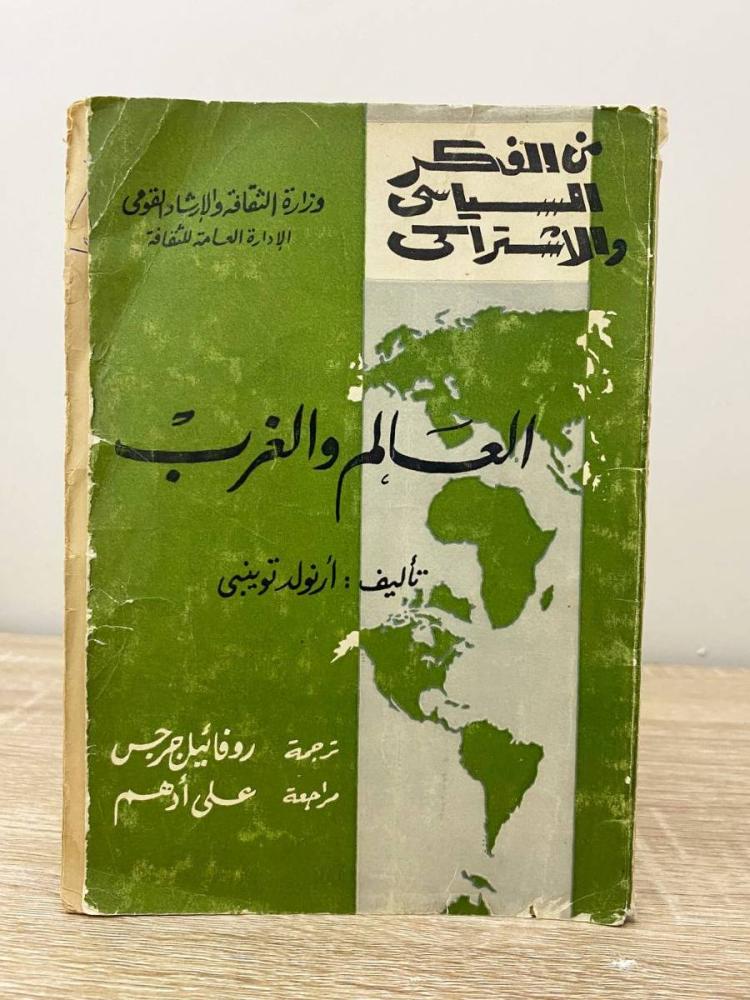 من الفكر
السياسى
والاشتراكى
وزارة الثقافة والإرشاد القومى
الإدارة العامة للثقافة
العالم والغرب
تأليف : أرنولد توينبى
ترجمة روفائيل جرجس
مراجعة على أدهم